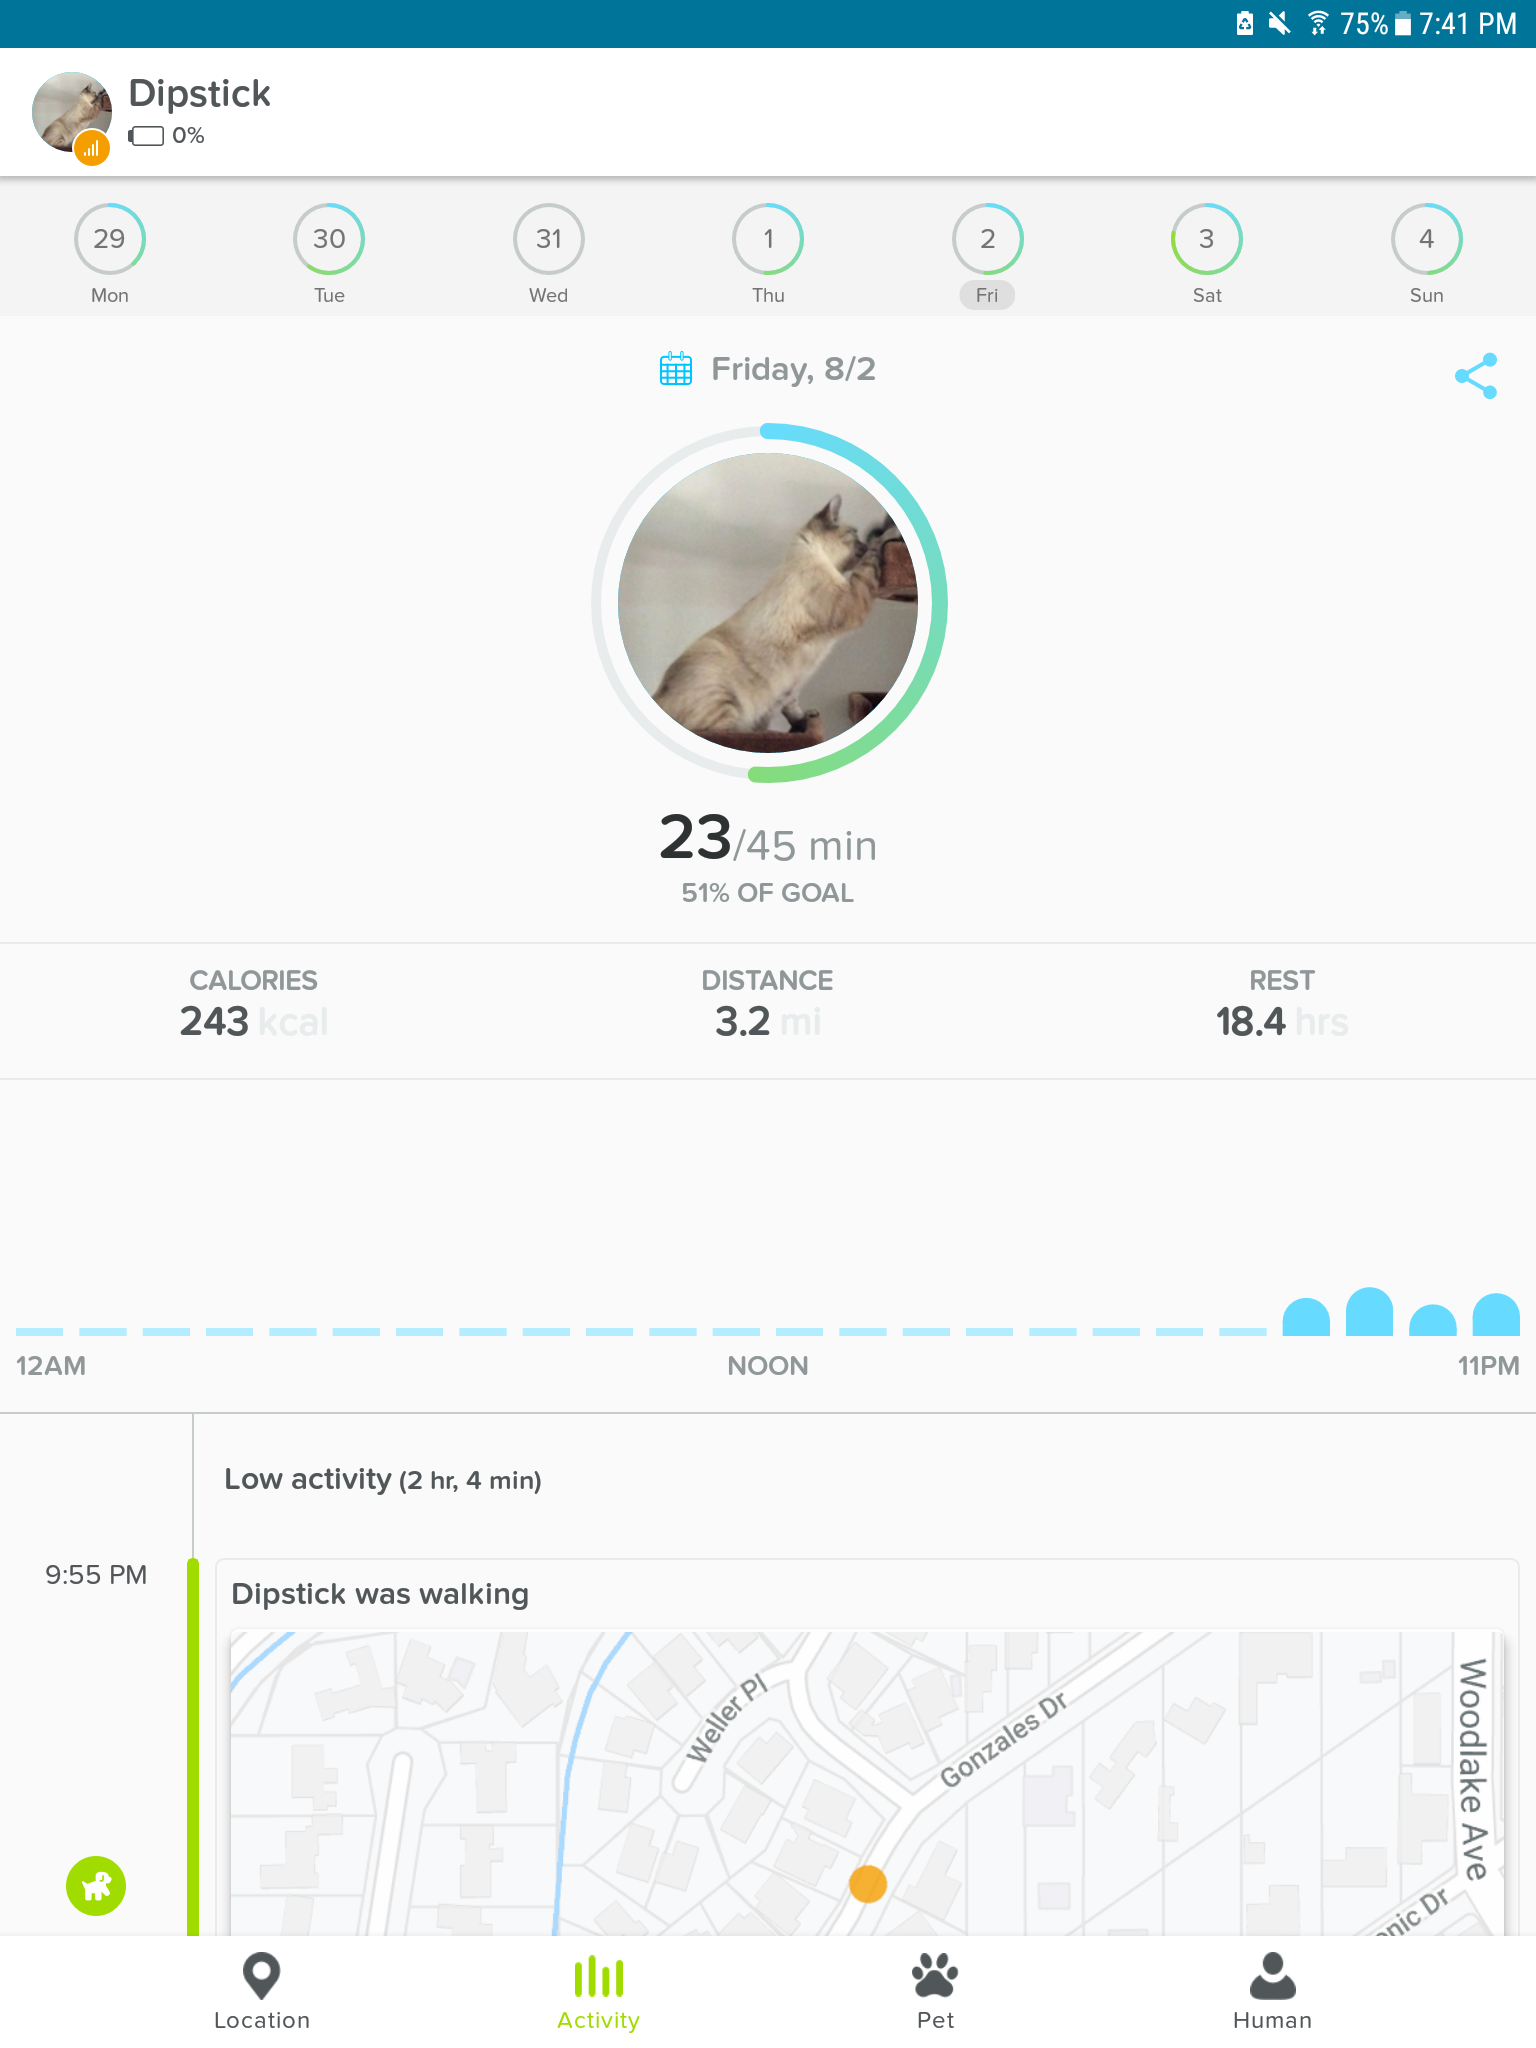 75% 7:41 PM
Dipstick
0%
29 30 31 1 2 3 4
Mon Tue Wed Thu Fri Sat Sun
Friday, 8/2
23/45 min
51% OF GOAL
CALORIES DISTANCE REST
243 kcal 3.2 mi 18.4 hrs
12AM NOON 11PM
Low activity (2 hr, 4 min)
9:55 PM
Dipstick was walking
Weller Pl
Gonzales Dr
Woodlake Ave
onic Dr
Location Activity Pet Human